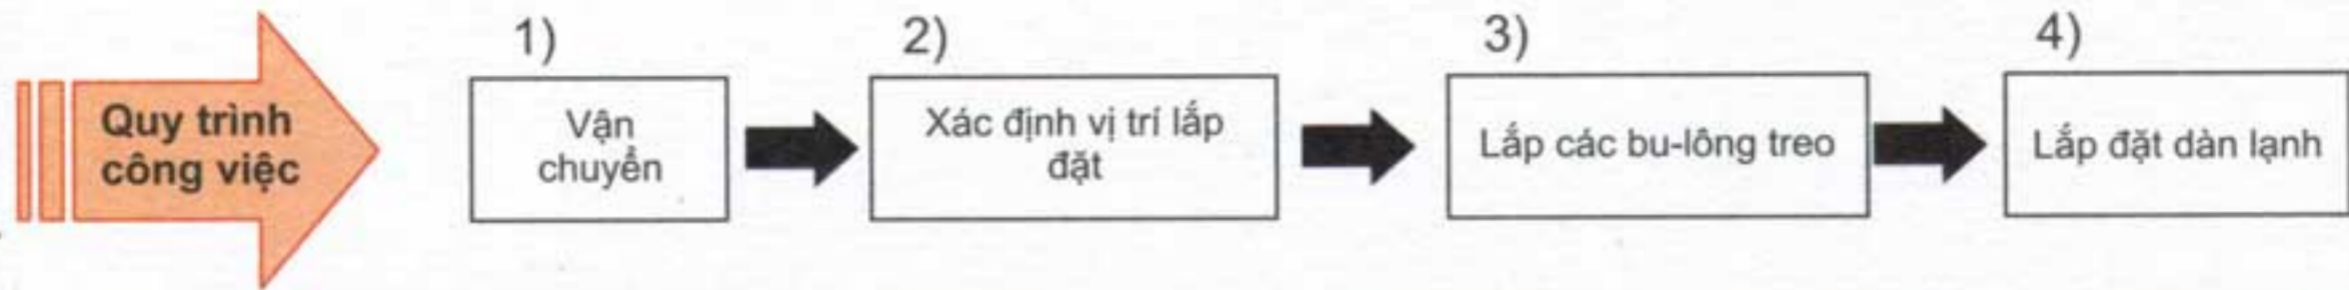 Quy trình
công việc
1)
Vận
chuyển
2)
Xác định vị trí lắp
đặt
3)
Lắp các bu-lông treo
4)
Lắp đặt dàn lạnh